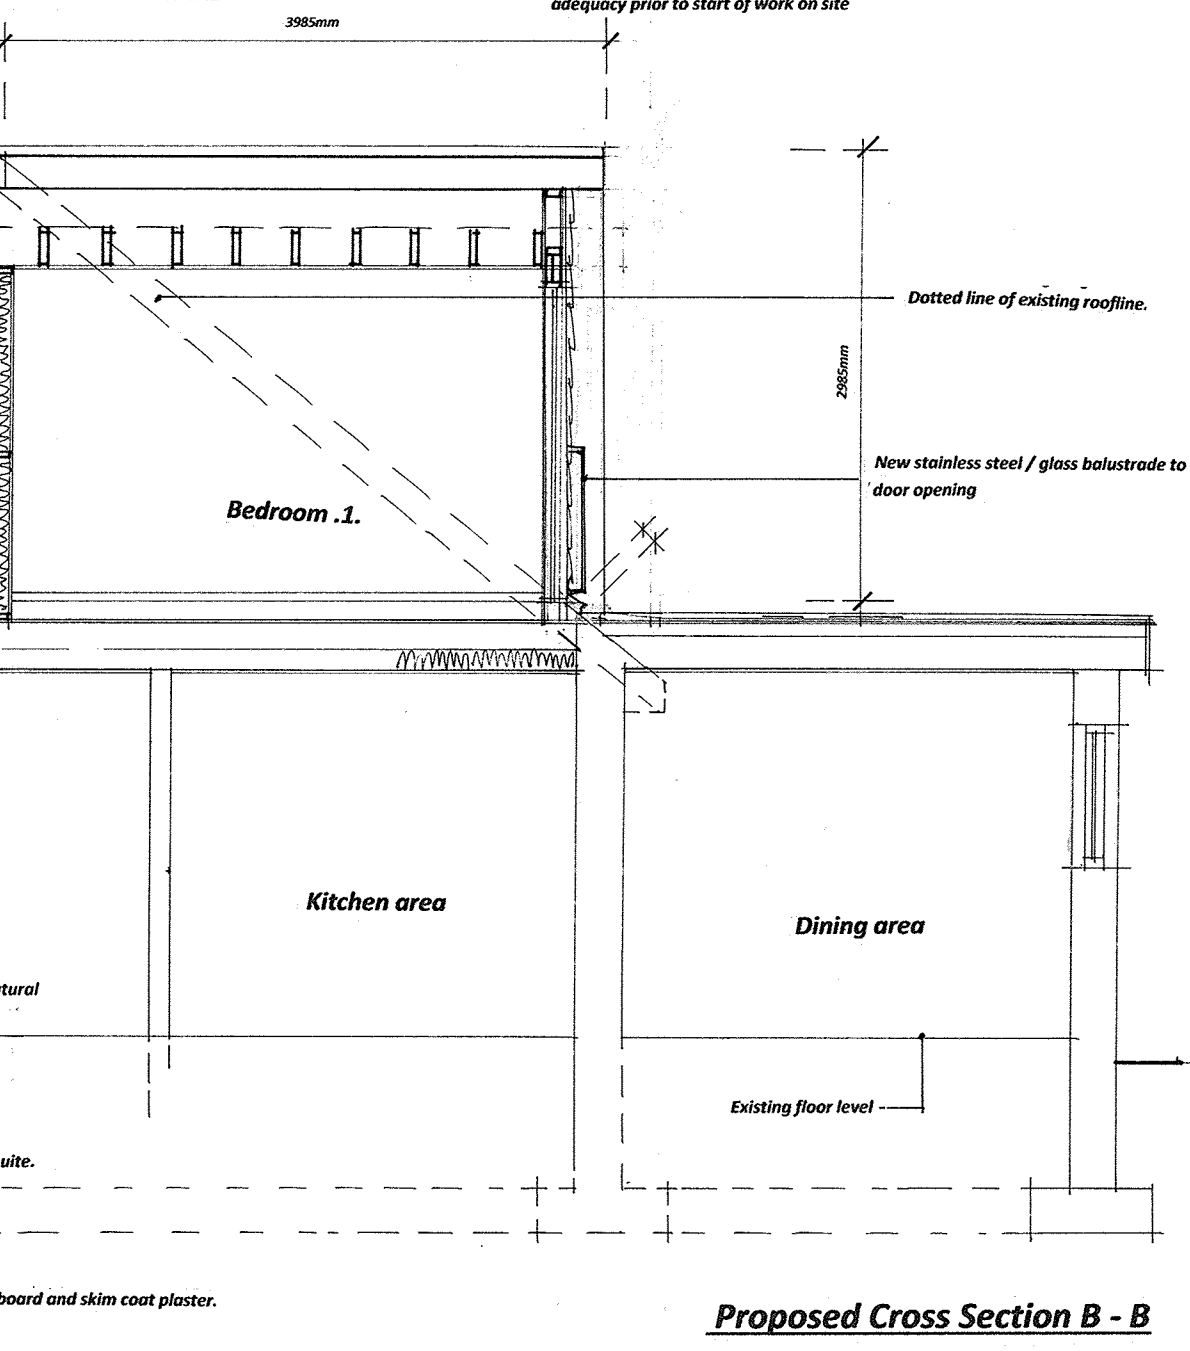 adequacy prior to start of work on site
3985mm
Dotted line of existing roofline.
2985mm
New stainless steel / glass balustrade to
door opening
Bedroom .1.
Kitchen area
Dining area
tural
Existing floor level
uite.
board and skim coat plaster.
Proposed Cross Section B - B